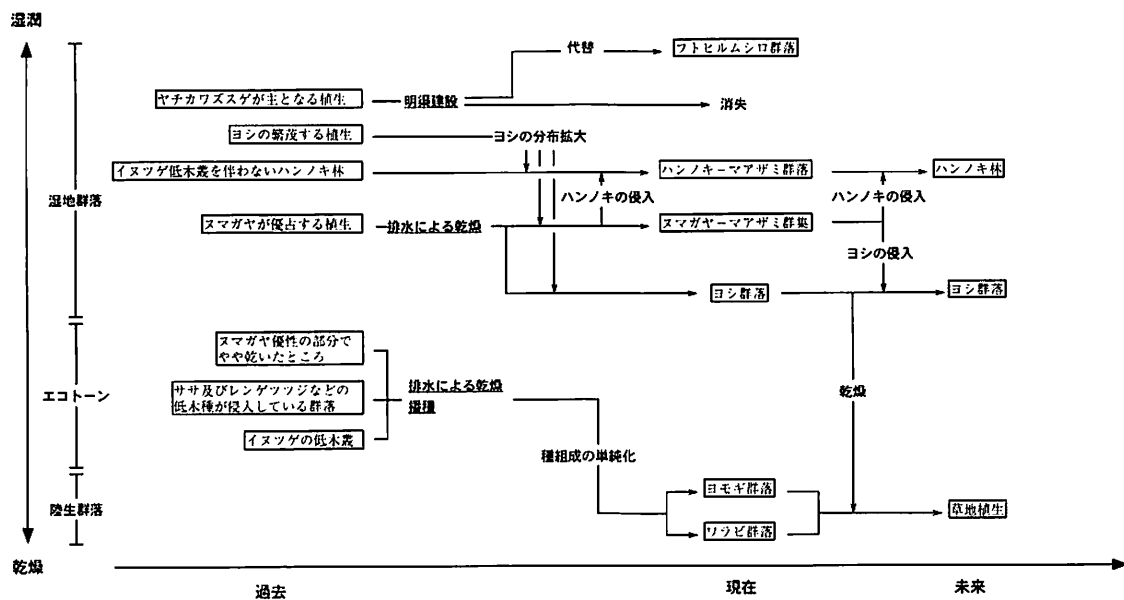 湿潤
代替
フトヒルムシロ群落
ヤチカワズスゲが主となる植生
明渠建設
消失
ヨシの繁茂する植生
ヨシの分布拡大
イヌツゲ低木叢を伴わないハンノキ林
ハンノキーマアザミ群落
ハンノキ林
湿地群落
ハンノキの侵入
ハンノキの侵入
ヌマガヤが優占する植生
排水による乾燥
ヌマガヤーマアザミ群集
ヨシの侵入
ヨシ群落
ヨシ群落
ヌマガヤ優性の部分で
やや乾いたところ
エコトーン
ササ及びレンゲツツジなどの
低木種が侵入している群落
排水による乾燥
播種
乾燥
イヌツゲの低木叢
種組成の単純化
陸生群落
ヨモギ群落
草地植生
ワラビ群落
乾燥
過去
現在
未来